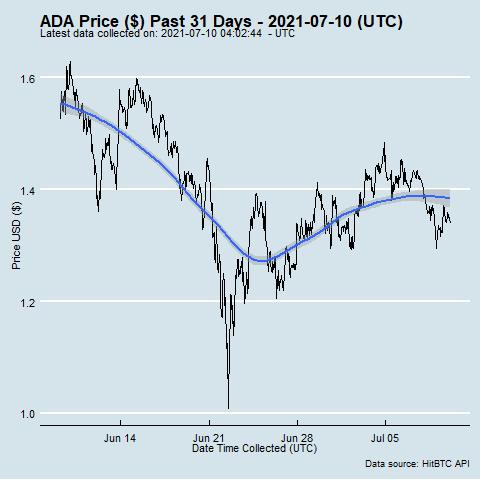 ADA Price ($) Past 31 Days - 2021-07-10 (UTC)
Latest data collected on: 2021-07-10 04:02:44 - UTC
1.6
1.4
1.2
1.0
Price USD ($)
Jun 14 Jun 21 Jun 28 Jul 05
Date Time Collected (UTC)
Data source: HitBTC API